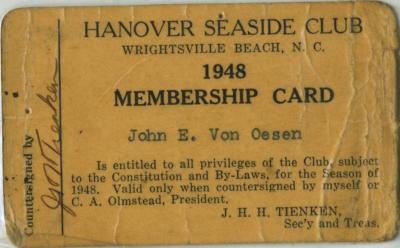 HANOVER SEASIDE CLUB
WRIGHTSVILLE BEACH, N. C.
1948
MEMBERSHIP CARD
John E. Von Oesen
Is entitled to all privileges of the Club, subject
to the Constitution and By-Laws, for the Season of
1948. Valid only when countersigned by myself or
C. A. Olmstead, President.
J. H. H. TIENKEN,
Sec'y and Treas.
Countersigned by
J H H Tienken